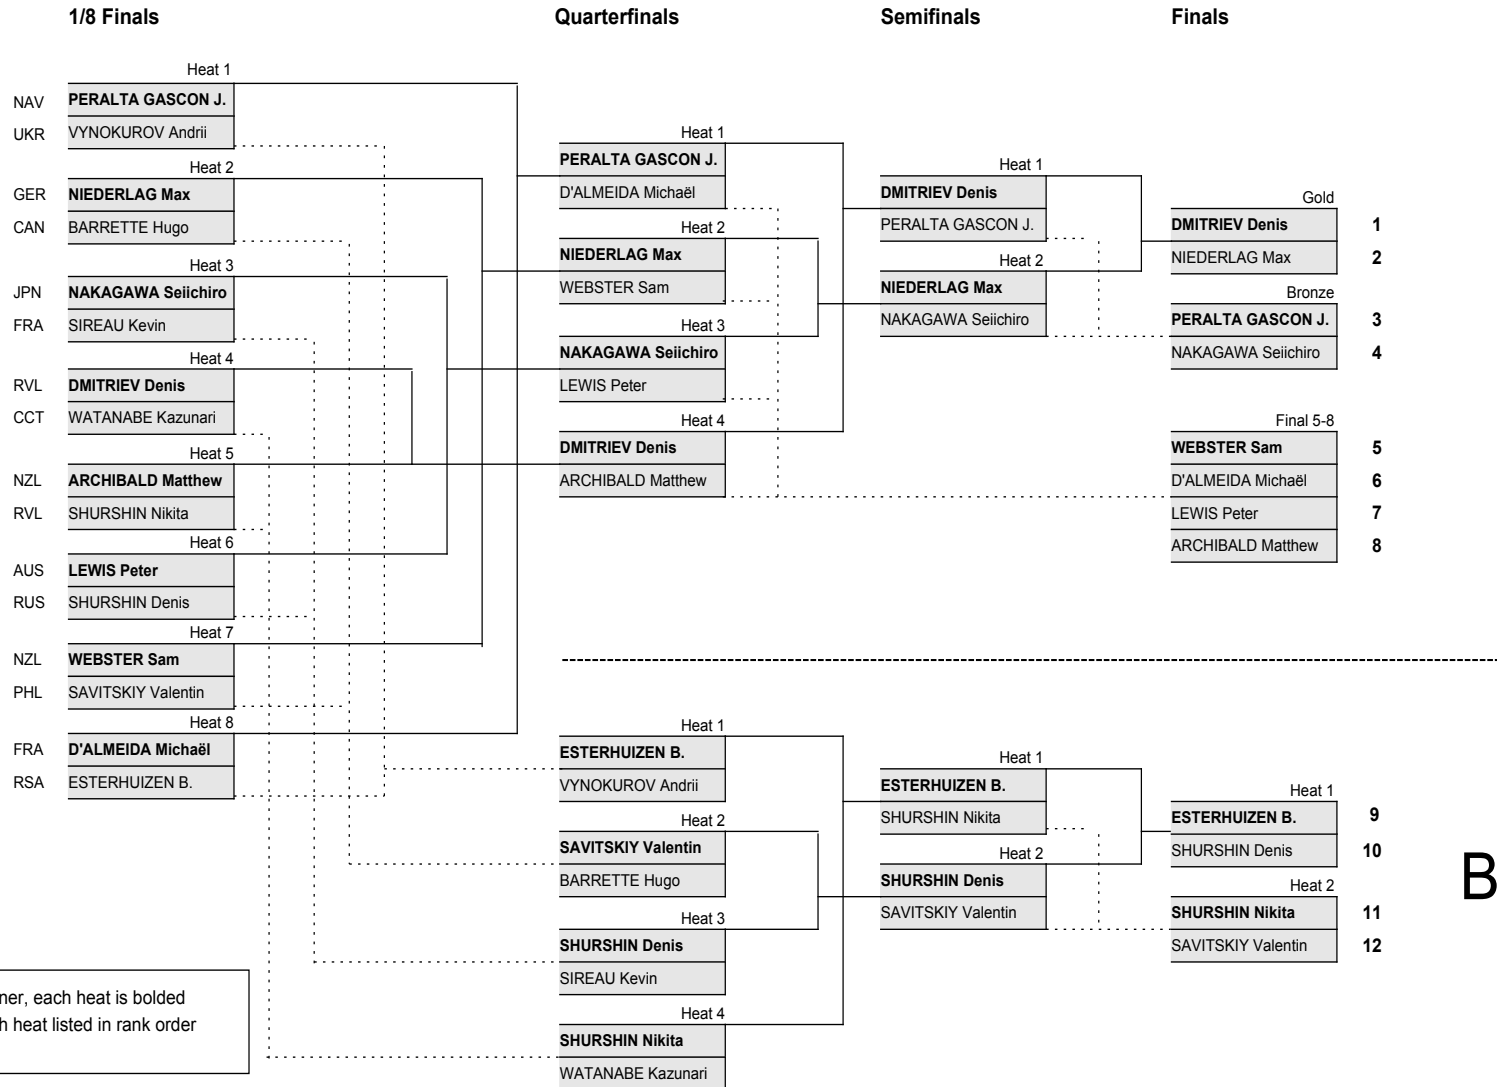 1/8 Finals
Quarterfinals
Semifinals
Finals
Heat 1
NAV PERALTA GASCON J.
UKR VYNOKUROV Andrii
Heat 2
GER NIEDERLAG Max
CAN BARRETTE Hugo
Heat 3
JPN NAKAGAWA Seiichiro
FRA SIREAU Kevin
Heat 4
RVL DMITRIEV Denis
CCT WATANABE Kazunari
Heat 5
NZL ARCHIBALD Matthew
RVL SHURSHIN Nikita
Heat 6
AUS LEWIS Peter
RUS SHURSHIN Denis
Heat 7
NZL WEBSTER Sam
PHL SAVITSKIY Valentin
Heat 8
FRA D'ALMEIDA Michaël
RSA ESTERHUIZEN B.
Heat 1
PERALTA GASCON J.
D'ALMEIDA Michaël
Heat 2
NIEDERLAG Max
WEBSTER Sam
Heat 3
NAKAGAWA Seiichiro
LEWIS Peter
Heat 4
DMITRIEV Denis
ARCHIBALD Matthew
Heat 1
DMITRIEV Denis
PERALTA GASCON J.
Heat 2
NIEDERLAG Max
NAKAGAWA Seiichiro
Gold
DMITRIEV Denis 1
NIEDERLAG Max 2
Bronze
PERALTA GASCON J. 3
NAKAGAWA Seiichiro 4
Final 5-8
WEBSTER Sam 5
D'ALMEIDA Michaël 6
LEWIS Peter 7
ARCHIBALD Matthew 8
Heat 1
ESTERHUIZEN B.
VYNOKUROV Andrii
Heat 2
SAVITSKIY Valentin
BARRETTE Hugo
Heat 3
SHURSHIN Denis
SIREAU Kevin
Heat 4
SHURSHIN Nikita
WATANABE Kazunari
Heat 1
ESTERHUIZEN B.
SHURSHIN Nikita
Heat 2
SHURSHIN Denis
SAVITSKIY Valentin
Heat 1
ESTERHUIZEN B. 9
SHURSHIN Denis 10
Heat 2
SHURSHIN Nikita 11
SAVITSKIY Valentin 12
B
ner, each heat is bolded
h heat listed in rank order